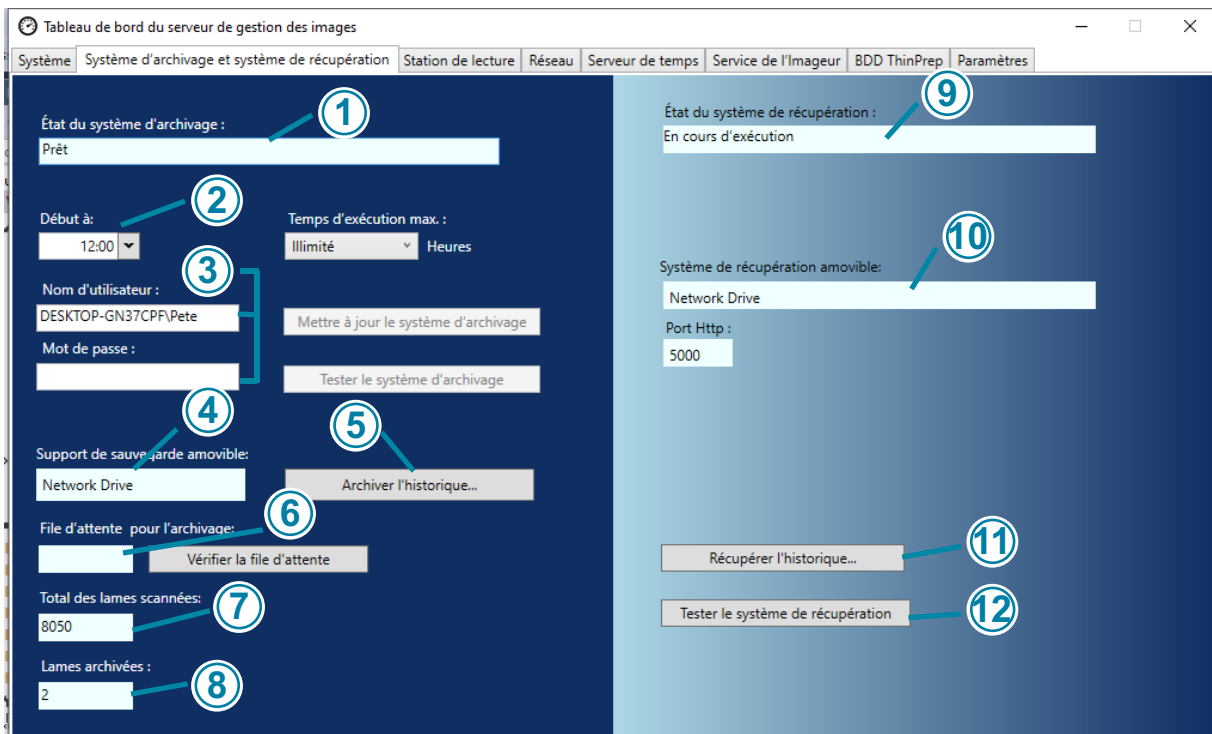 Tableau de bord du serveur de gestion des images
Système Système d'archivage et système de récupération Station de lecture Réseau Serveur de temps Service de l'Imageur BDD ThinPrep Paramètres
État du système d'archivage :
Prêt
1
Début à:
12:00
2
Temps d'exécution max. :
Illimité Heures
3
Nom d'utilisateur :
DESKTOP-GN37CPF\Pete
Mettre à jour le système d'archivage
Mot de passe :
Tester le système d'archivage
4
5
Support de sauvegarde amovible:
Network Drive
Archiver l'historique...
6
File d'attente pour l'archivage:
Vérifier la file d'attente
Total des lames scannées:
8050
7
Lames archivées :
2
8
9
État du système de récupération :
En cours d'exécution
10
Système de récupération amovible:
Network Drive
Port Http :
5000
Récupérer l'historique...
11
Tester le système de récupération
12